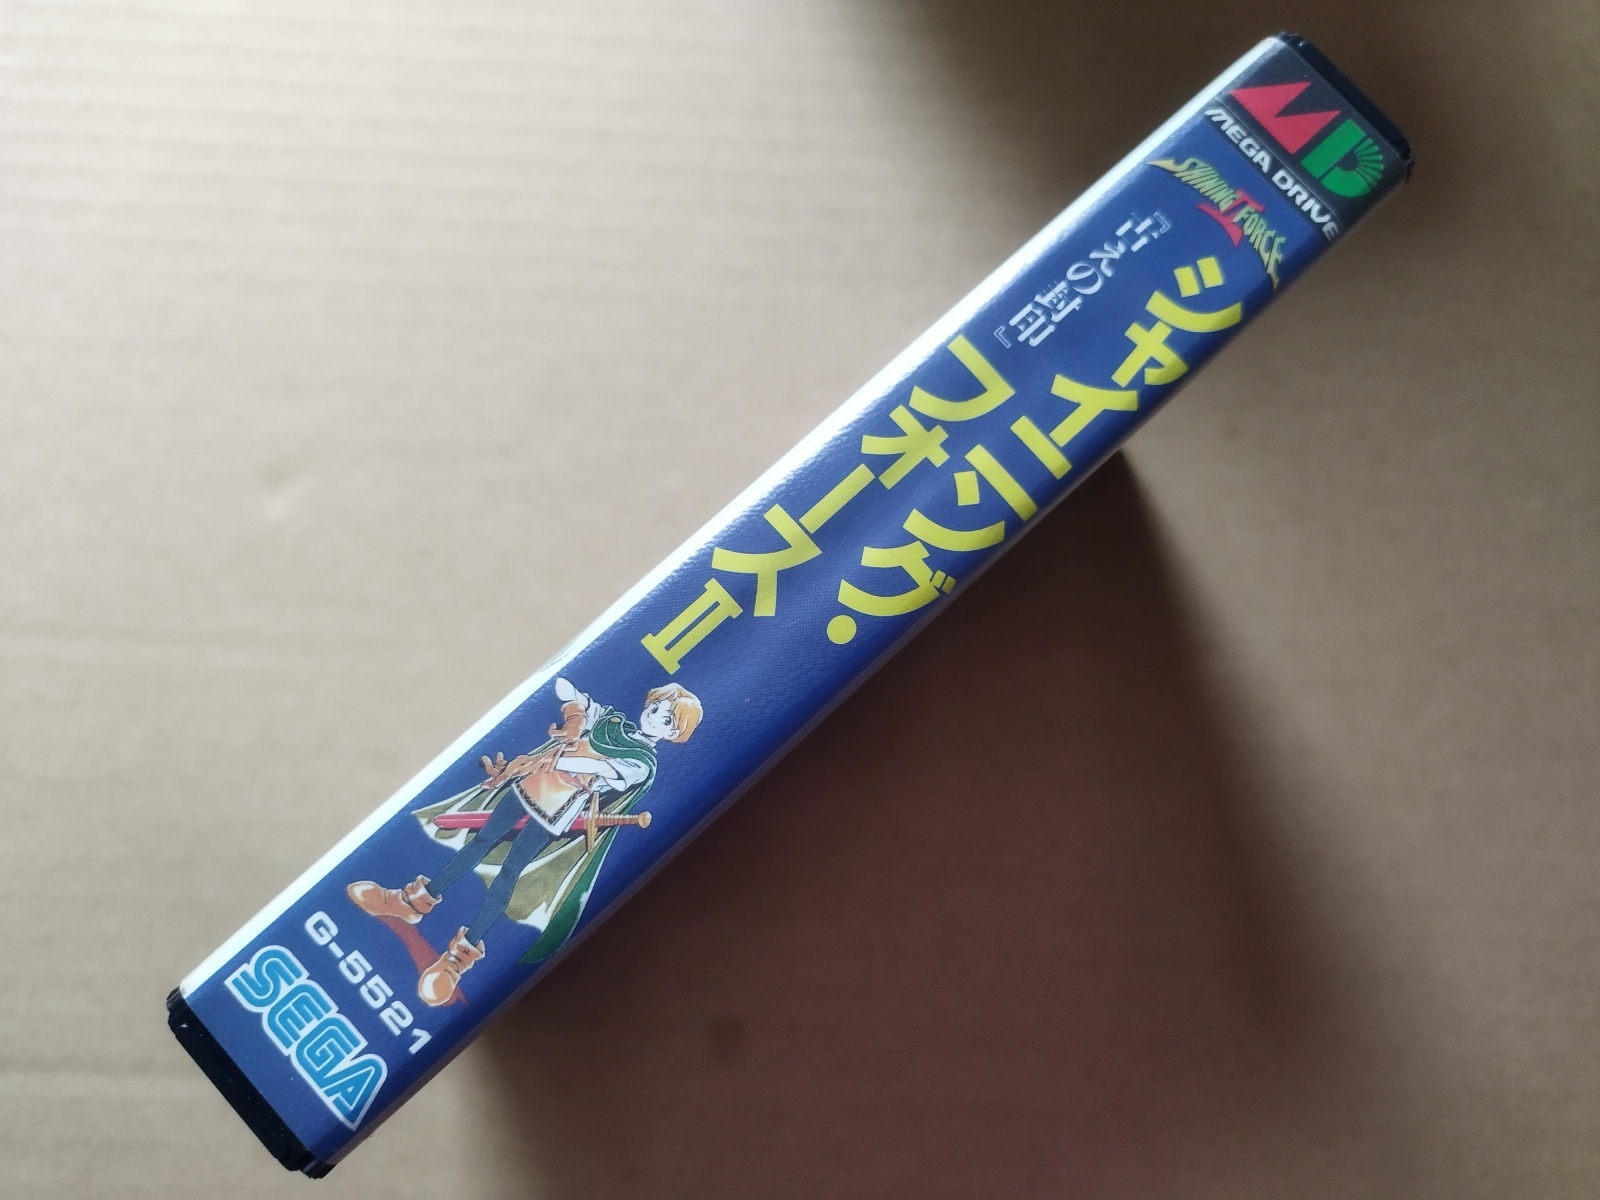 MD
MEGA DRIVE
SHINING FORCE II
シャイニング・
フォースII
『古えの封印』
G-5521
SEGA